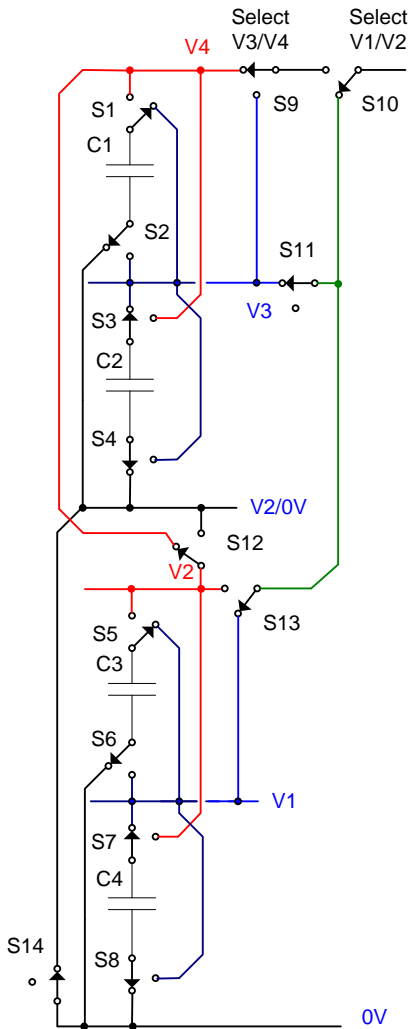 Select
V3/V4
Select
V1/V2
V4
S1
S9
S10
C1
S2
S11
S3
V3
C2
S4
V2/0V
S12
V2
S5
S13
C3
S6
V1
S7
C4
S14
S8
0V